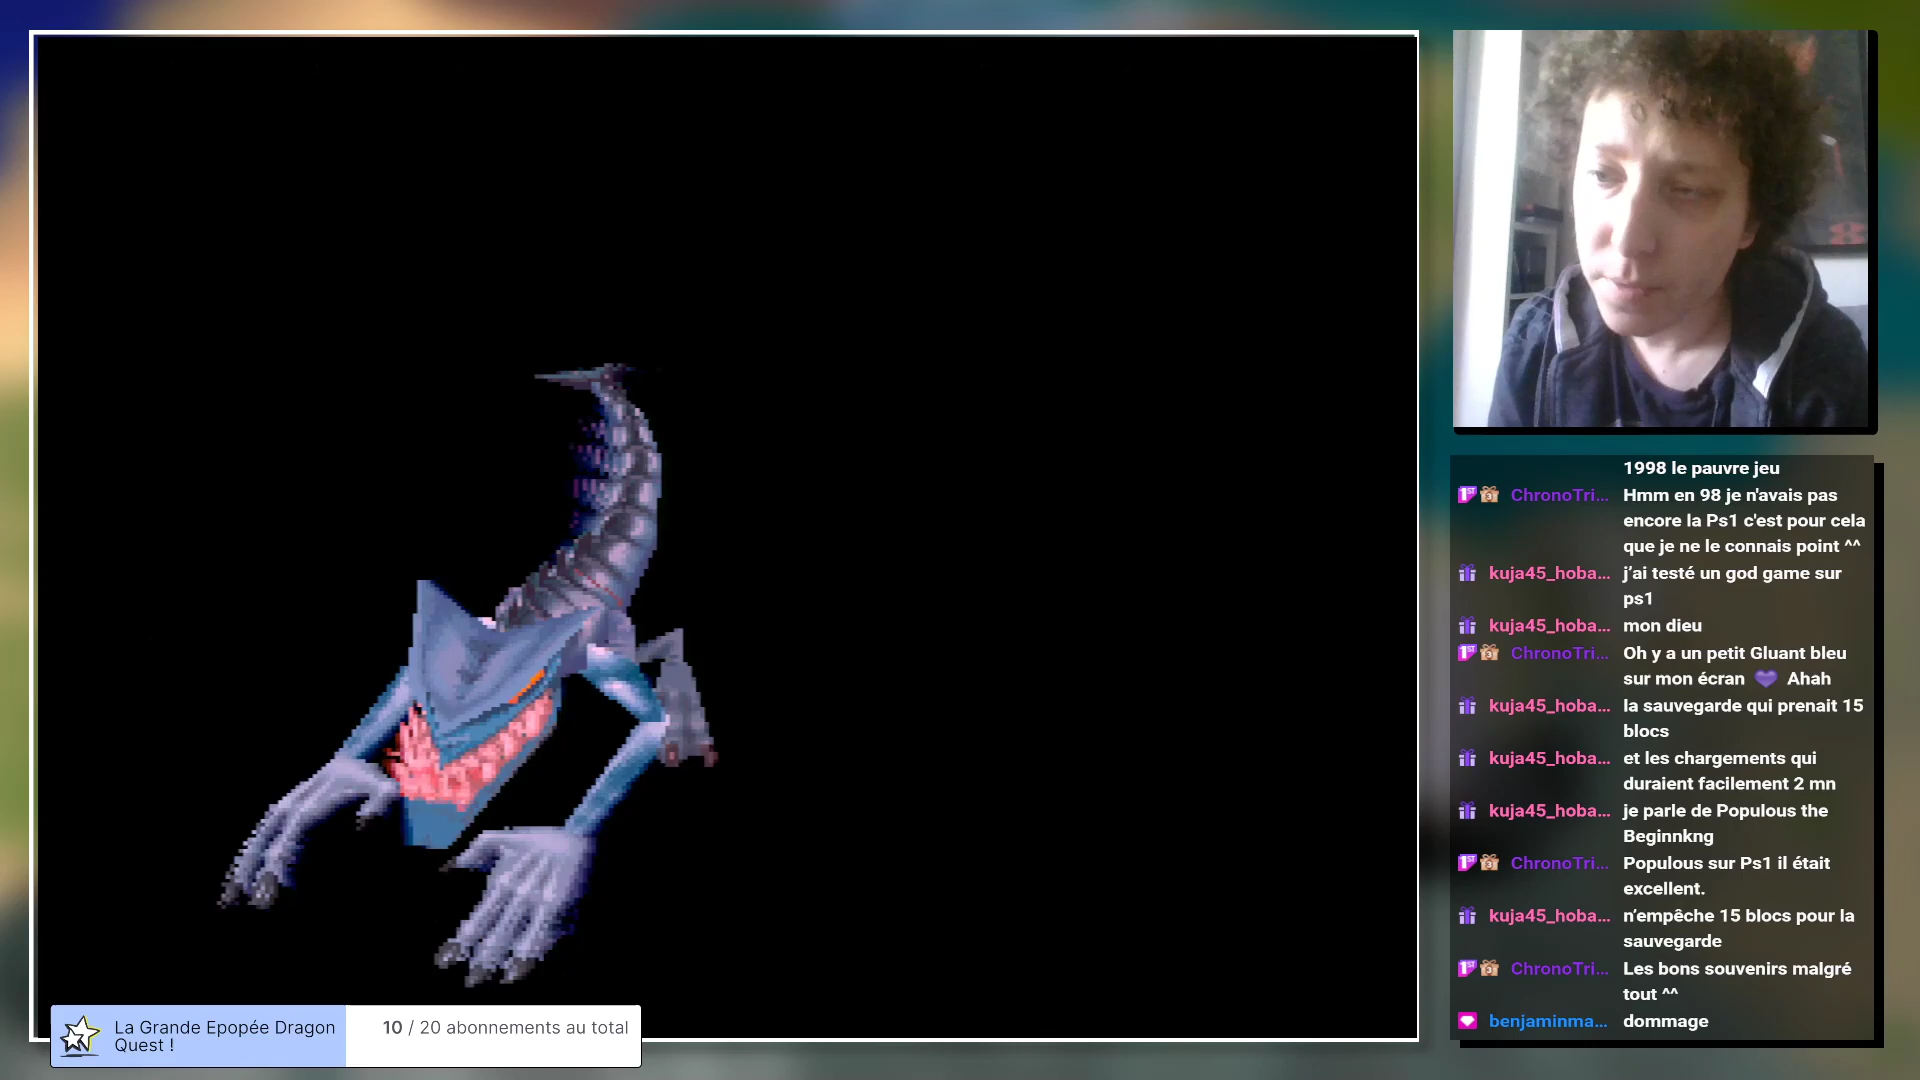 1998 le pauvre jeu
ChronoTri... Hmm en 98 je n'avais pas
encore la Ps1 c'est pour cela
que je ne le connais point ^^
kuja45_hoba... j’ai testé un god game sur
ps1
kuja45_hoba... mon dieu
ChronoTri... Oh y a un petit Gluant bleu
sur mon écran 💜 Ahah
kuja45_hoba... la sauvegarde qui prenait 15
blocs
kuja45_hoba... et les chargements qui
duraient facilement 2 mn
kuja45_hoba... je parle de Populous the
Beginnkng
ChronoTri... Populous sur Ps1 il était
excellent.
kuja45_hoba... n’empêche 15 blocs pour la
sauvegarde
ChronoTri... Les bons souvenirs malgré
tout ^^
benjaminma... dommage
La Grande Epopée Dragon
Quest !
10 / 20 abonnements au total